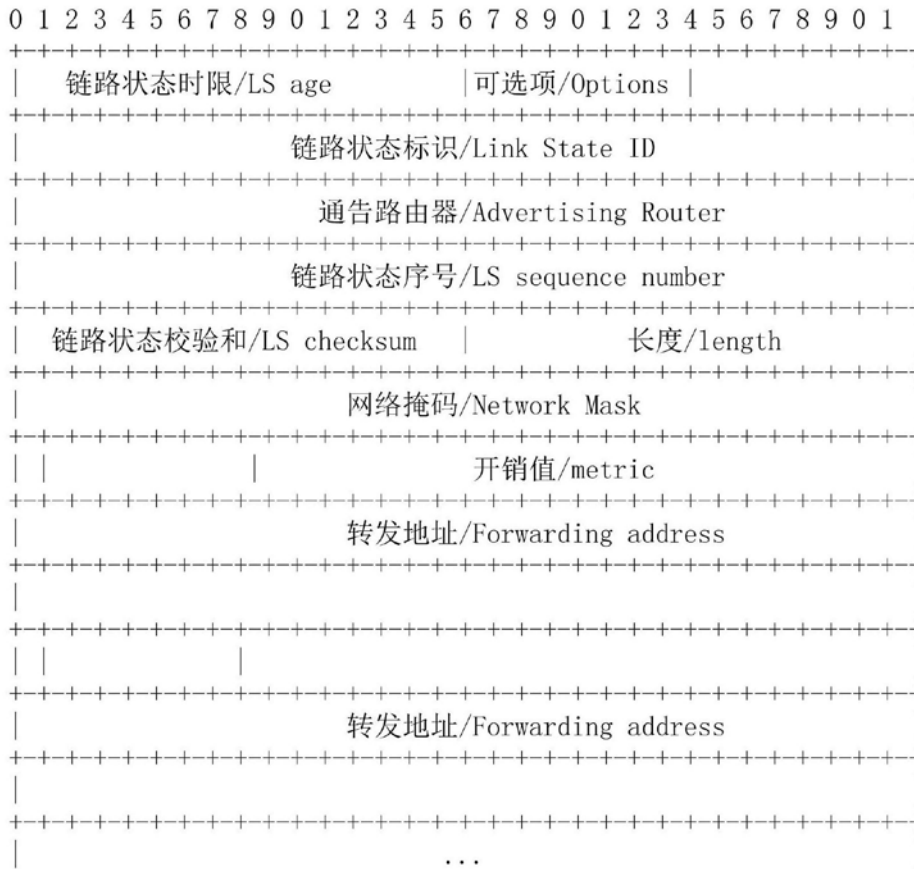 0 1 2 3 4 5 6 7 8 9 0 1 2 3 4 5 6 7 8 9 0 1 2 3 4 5 6 7 8 9 0 1
+-+-+-+-+-+-+-+-+-+-+-+-+-+-+-+-+-+-+-+-+-+-+-+-+-+-+-+-+-+-+-+-
| 链路状态时限/LS age |可选项/Options |
+-+-+-+-+-+-+-+-+-+-+-+-+-+-+-+-+-+-+-+-+-+-+-+-+-+-+-+-+-+-+-+-
| 链路状态标识/Link State ID
+-+-+-+-+-+-+-+-+-+-+-+-+-+-+-+-+-+-+-+-+-+-+-+-+-+-+-+-+-+-+-+-
| 通告路由器/Advertising Router
+-+-+-+-+-+-+-+-+-+-+-+-+-+-+-+-+-+-+-+-+-+-+-+-+-+-+-+-+-+-+-+-
| 链路状态序号/LS sequence number
+-+-+-+-+-+-+-+-+-+-+-+-+-+-+-+-+-+-+-+-+-+-+-+-+-+-+-+-+-+-+-+-
| 链路状态校验和/LS checksum | 长度/length
+-+-+-+-+-+-+-+-+-+-+-+-+-+-+-+-+-+-+-+-+-+-+-+-+-+-+-+-+-+-+-+-
| 网络掩码/Network Mask
+-+-+-+-+-+-+-+-+-+-+-+-+-+-+-+-+-+-+-+-+-+-+-+-+-+-+-+-+-+-+-+-
| | | 开销值/metric
+-+-+-+-+-+-+-+-+-+-+-+-+-+-+-+-+-+-+-+-+-+-+-+-+-+-+-+-+-+-+-+-
| 转发地址/Forwarding address
+-+-+-+-+-+-+-+-+-+-+-+-+-+-+-+-+-+-+-+-+-+-+-+-+-+-+-+-+-+-+-+-
|
+-+-+-+-+-+-+-+-+-+-+-+-+-+-+-+-+-+-+-+-+-+-+-+-+-+-+-+-+-+-+-+-
| | |
+-+-+-+-+-+-+-+-+-+-+-+-+-+-+-+-+-+-+-+-+-+-+-+-+-+-+-+-+-+-+-+-
| 转发地址/Forwarding address
+-+-+-+-+-+-+-+-+-+-+-+-+-+-+-+-+-+-+-+-+-+-+-+-+-+-+-+-+-+-+-+-
|
+-+-+-+-+-+-+-+-+-+-+-+-+-+-+-+-+-+-+-+-+-+-+-+-+-+-+-+-+-+-+-+-
| ...